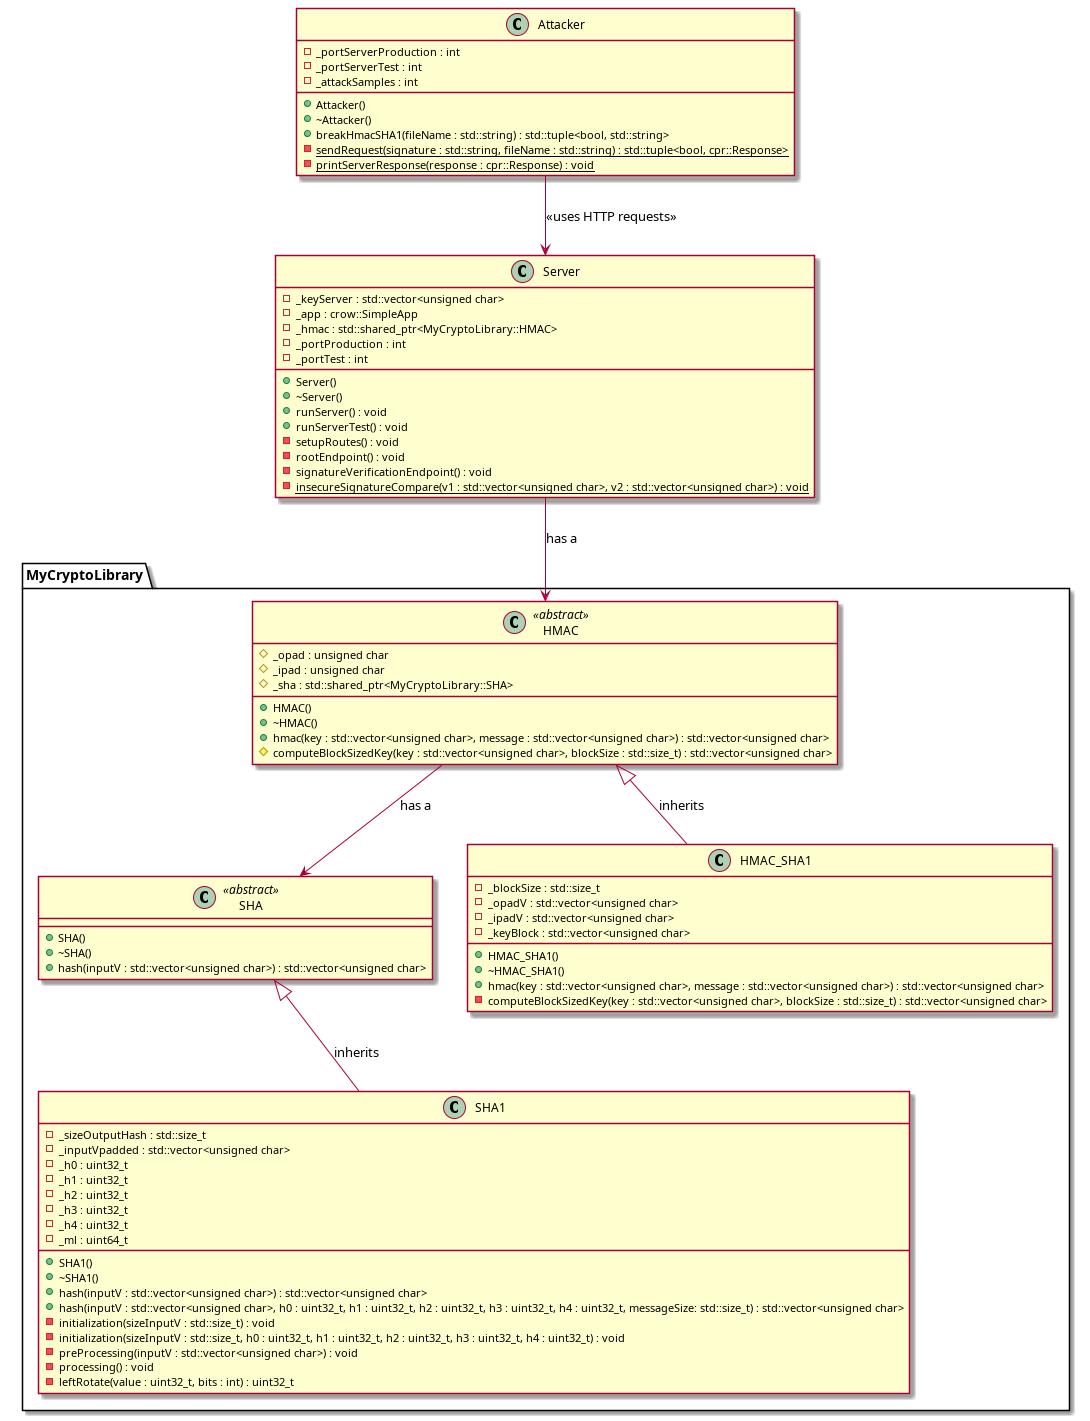 C Attacker
_portServerProduction : int
_portServerTest : int
_attackSamples : int
Attacker()
~Attacker()
breakHmacSHA1(fileName : std::string) : std::tuple<bool, std::string>
sendRequest(signature : std::string, fileName : std::string) : std::tuple<bool, cpr::Response>
printServerResponse(response : cpr::Response) : void
«uses HTTP requests»
C Server
_keyServer : std::vector<unsigned char>
_app : crow::SimpleApp
_hmac : std::shared_ptr<MyCryptoLibrary::HMAC>
_portProduction : int
_portTest : int
Server()
~Server()
runServer() : void
runServerTest() : void
setupRoutes() : void
rootEndpoint() : void
signatureVerificationEndpoint() : void
insecureSignatureCompare(v1 : std::vector<unsigned char>, v2 : std::vector<unsigned char>) : void
has a
MyCryptoLibrary
«abstract»
C HMAC
_opad : unsigned char
_ipad : unsigned char
_sha : std::shared_ptr<MyCryptoLibrary::SHA>
HMAC()
~HMAC()
hmac(key : std::vector<unsigned char>, message : std::vector<unsigned char>) : std::vector<unsigned char>
computeBlockSizedKey(key : std::vector<unsigned char>, blockSize : std::size_t) : std::vector<unsigned char>
has a
inherits
«abstract»
C SHA
SHA()
~SHA()
hash(inputV : std::vector<unsigned char>) : std::vector<unsigned char>
C HMAC_SHA1
_blockSize : std::size_t
_opadV : std::vector<unsigned char>
_ipadV : std::vector<unsigned char>
_keyBlock : std::vector<unsigned char>
HMAC_SHA1()
~HMAC_SHA1()
hmac(key : std::vector<unsigned char>, message : std::vector<unsigned char>) : std::vector<unsigned char>
computeBlockSizedKey(key : std::vector<unsigned char>, blockSize : std::size_t) : std::vector<unsigned char>
inherits
C SHA1
_sizeOutputHash : std::size_t
_inputVpadded : std::vector<unsigned char>
_h0 : uint32_t
_h1 : uint32_t
_h2 : uint32_t
_h3 : uint32_t
_h4 : uint32_t
_ml : uint64_t
SHA1()
~SHA1()
hash(inputV : std::vector<unsigned char>) : std::vector<unsigned char>
hash(inputV : std::vector<unsigned char>, h0 : uint32_t, h1 : uint32_t, h2 : uint32_t, h3 : uint32_t, h4 : uint32_t, messageSize: std::size_t) : std::vector<unsigned char>
initialization(sizeInputV : std::size_t) : void
initialization(sizeInputV : std::size_t, h0 : uint32_t, h1 : uint32_t, h2 : uint32_t, h3 : uint32_t, h4 : uint32_t) : void
preProcessing(inputV : std::vector<unsigned char>) : void
processing() : void
leftRotate(value : uint32_t, bits : int) : uint32_t